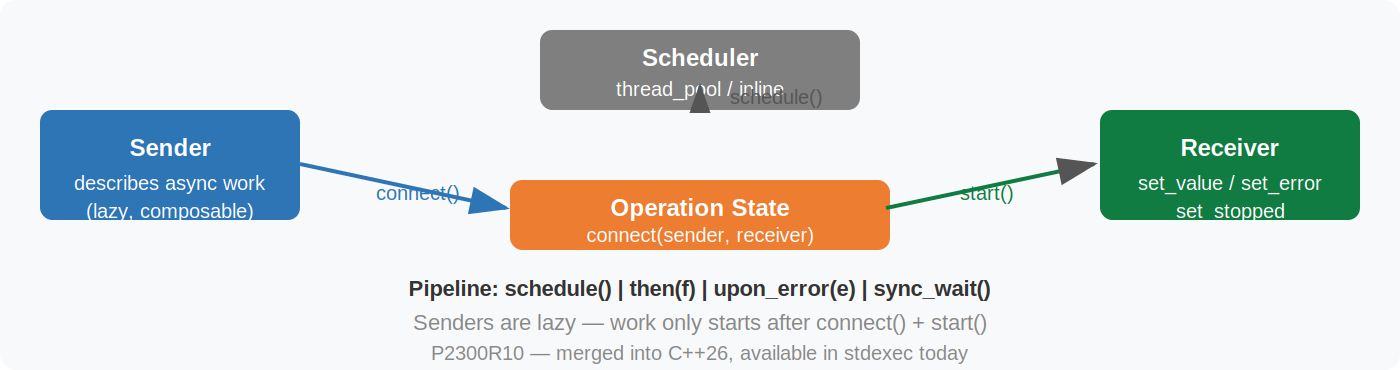 Scheduler
thread_pool / inline
schedule()
Sender
describes async work
(lazy, composable)
connect()
Operation State
connect(sender, receiver)
start()
Receiver
set_value / set_error
set_stopped
Pipeline: schedule() | then(f) | upon_error(e) | sync_wait()
Senders are lazy — work only starts after connect() + start()
P2300R10 — merged into C++26, available in stdexec today